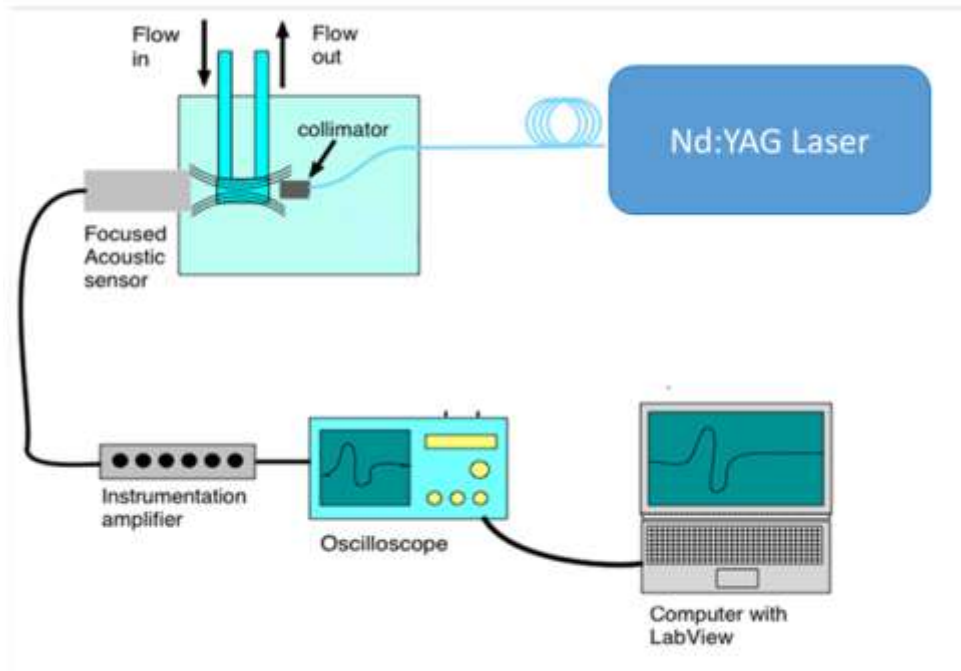 Flow
in
Flow
out
collimator
Nd:YAG Laser
Focused
Acoustic
sensor
Instrumentation
amplifier
Oscilloscope
Computer with
LabView